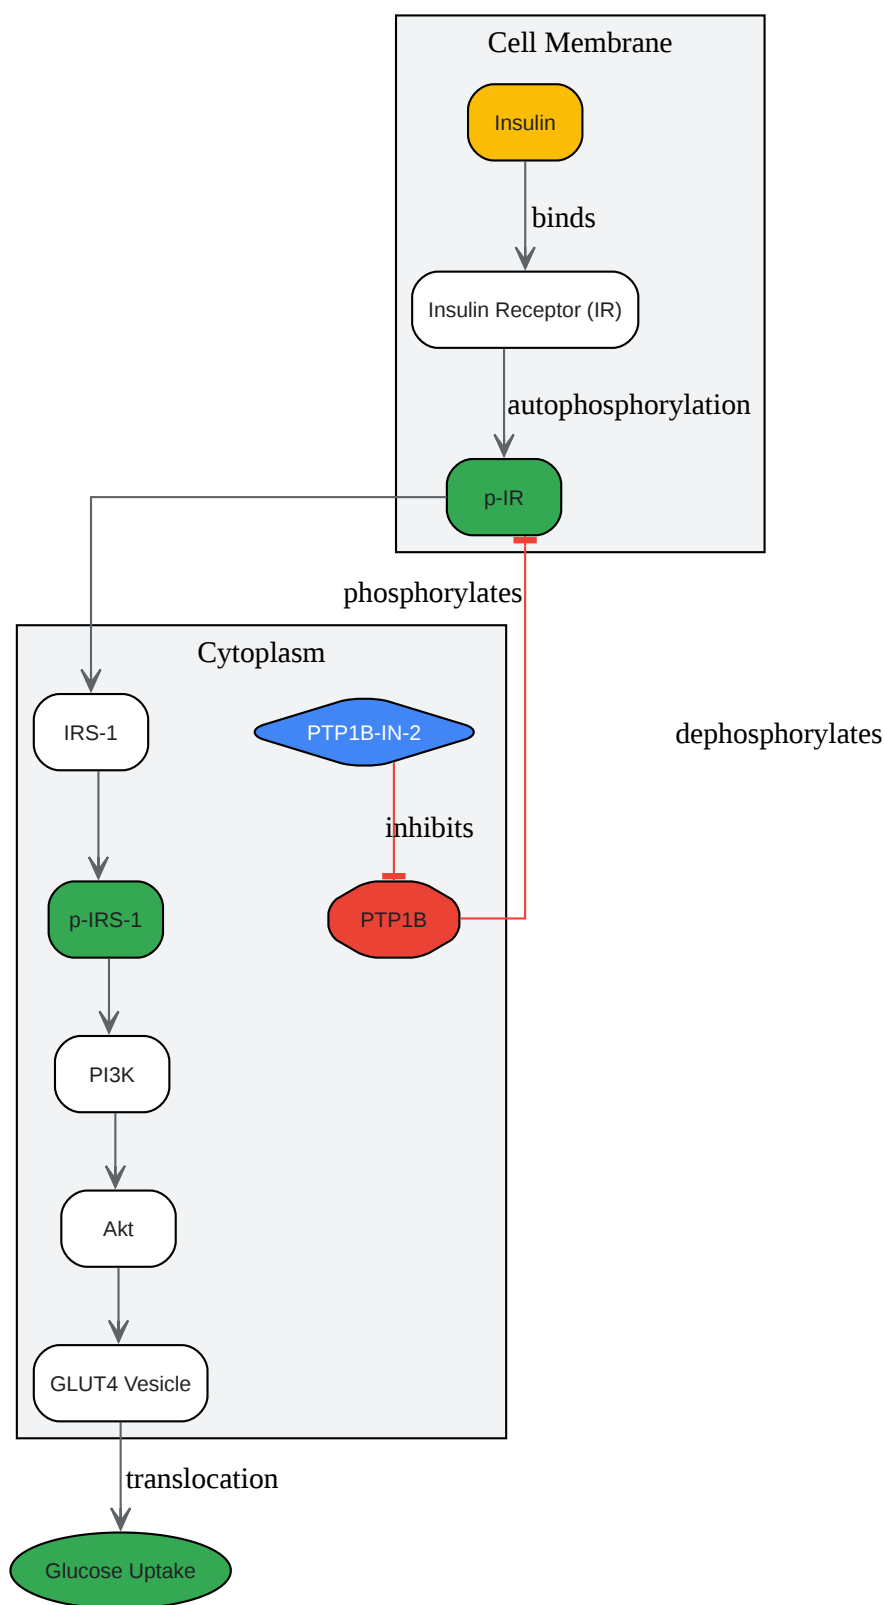 Cell Membrane
Insulin
binds
Insulin Receptor (IR)
autophosphorylation
p-IR
phosphorylates
Cytoplasm
IRS-1
PTP1B-IN-2
dephosphorylates
inhibits
p-IRS-1
PTP1B
PI3K
Akt
GLUT4 Vesicle
translocation
Glucose Uptake